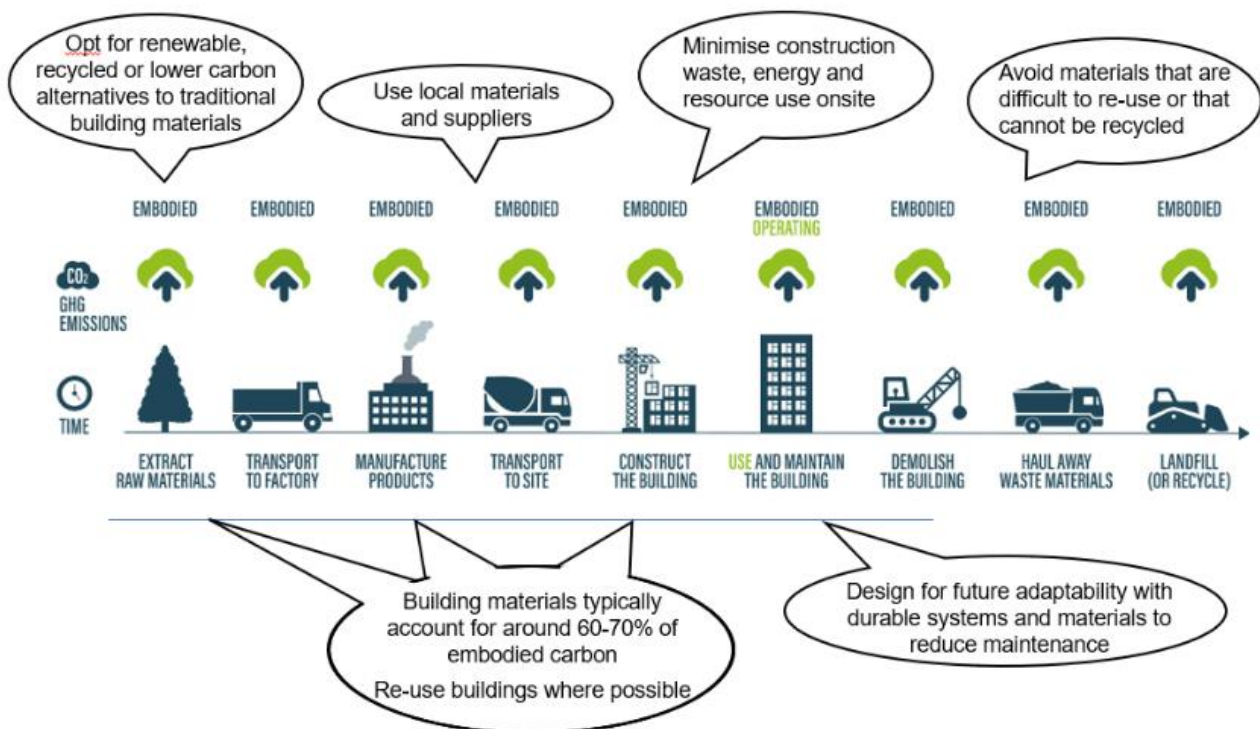 Opt for renewable,
recycled or lower carbon
alternatives to traditional
building materials
Use local materials
and suppliers
Minimise construction
waste, energy and
resource use onsite
Avoid materials that are
difficult to re-use or that
cannot be recycled
EMBODIED
EMBODIED
EMBODIED
EMBODIED
EMBODIED
EMBODIED
OPERATING
EMBODIED
EMBODIED
EMBODIED
CO₂
GHG
EMISSIONS
TIME
EXTRACT
RAW MATERIALS
TRANSPORT
TO FACTORY
MANUFACTURE
PRODUCTS
TRANSPORT
TO SITE
CONSTRUCT
THE BUILDING
USE AND MAINTAIN
THE BUILDING
DEMOLISH
THE BUILDING
HAUL AWAY
WASTE MATERIALS
LANDFILL
(OR RECYCLE)
Building materials typically
account for around 60-70% of
embodied carbon
Re-use buildings where possible
Design for future adaptability with
durable systems and materials to
reduce maintenance